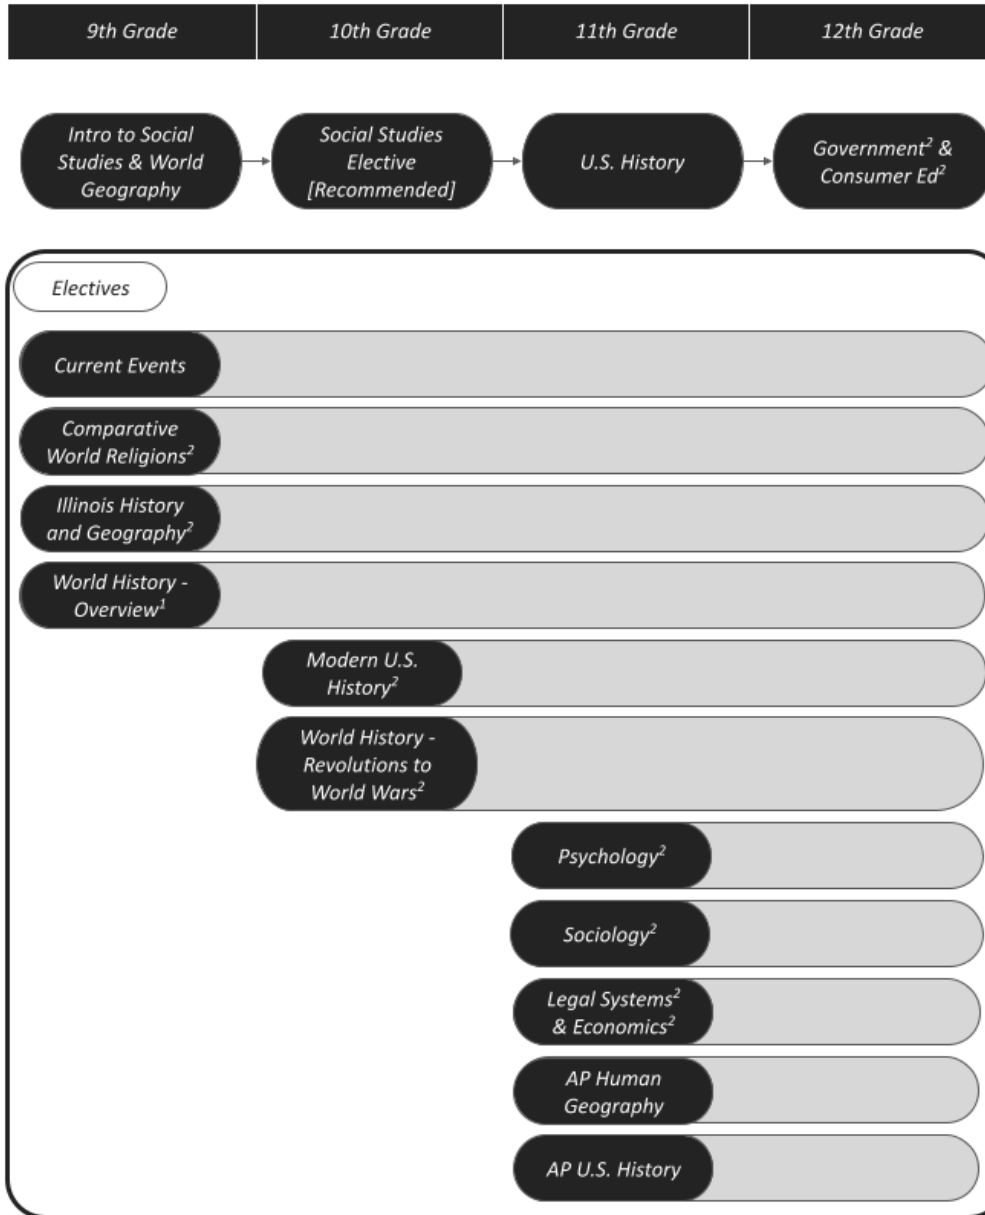 9th Grade
10th Grade
11th Grade
12th Grade
Intro to Social
Studies & World
Geography
Social Studies
Elective
[Recommended]
U.S. History
Government² &
Consumer Ed²
Electives
Current Events
Comparative
World Religions²
Illinois History
and Geography²
World History -
Overview¹
Modern U.S.
History²
World History -
Revolutions to
World Wars²
Psychology²
Sociology²
Legal Systems²
& Economics²
AP Human
Geography
AP U.S. History